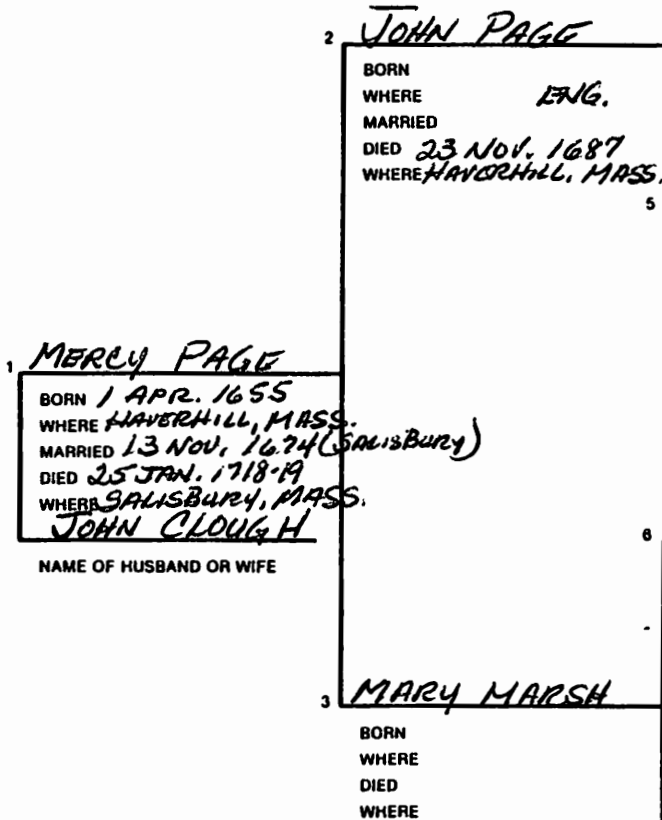 2 JOHN PAGE
BORN
WHERE ENG.
MARRIED
DIED 23 NOV. 1687
WHERE HAVERHILL, MASS.
5
1 MERCY PAGE
BORN 1 APR. 1655
WHERE HAVERHILL, MASS.
MARRIED 13 NOV. 1674 (SALISBURY)
DIED 25 JAN. 1718-19
WHERE SALISBURY, MASS.
JOHN CLOUGH
NAME OF HUSBAND OR WIFE
6
3 MARY MARSH
BORN
WHERE
DIED
WHERE